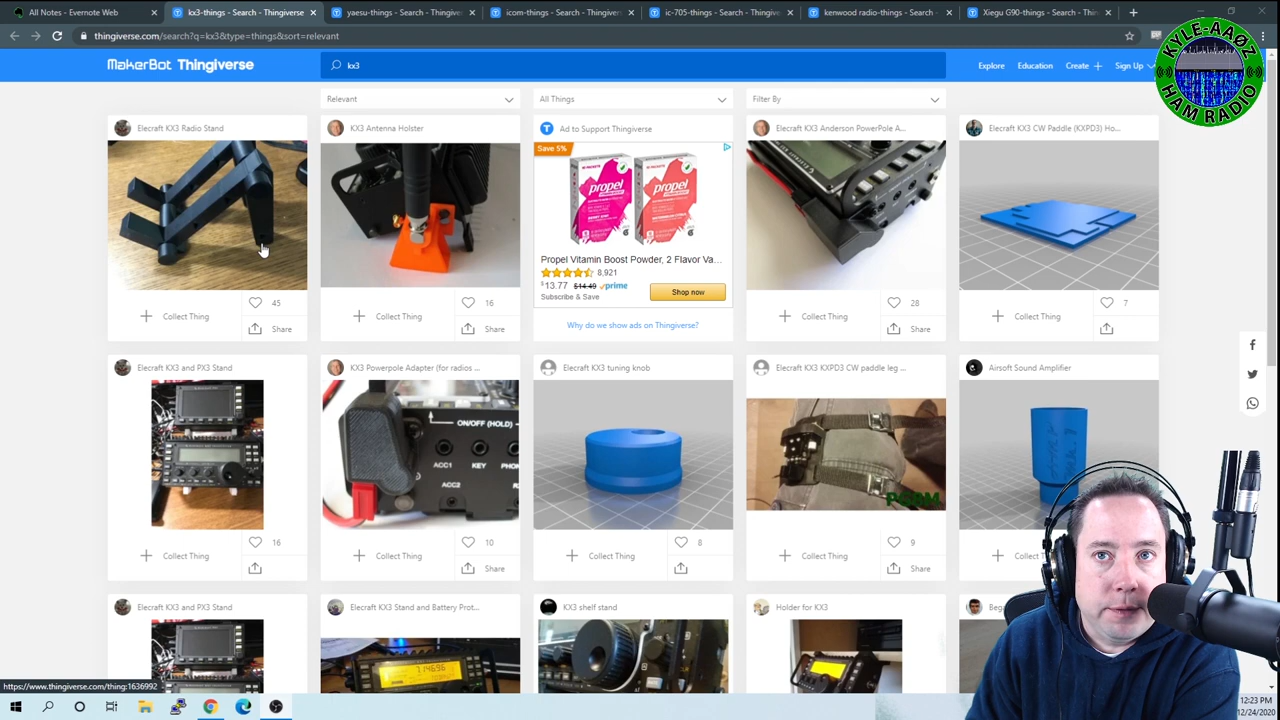 All Notes - Evernote Web
kx3-things - Search - Thingiverse
yaesu-things - Search - Thingive
icom-things - Search - Thingiver
ic-705-things - Search - Thingive
kenwood radio-things - Search
Xiegu G90-things - Search - Thi
thingiverse.com/search?q=kx3&type=things&sort=relevant
MakerBot Thingiverse
kx3
Explore
Education
Create
Sign Up
KYLE-AAØZ
HAM RADIO
Relevant
All Things
Filter By
Elecraft KX3 Radio Stand
KX3 Antenna Holster
Ad to Support Thingiverse
Elecraft KX3 Anderson PowerPole A...
Elecraft KX3 CW Paddle (KXPD3) Ho...
Save 5%
propel
propel
Propel Vitamin Boost Powder, 2 Flavor Va...
8,921
$13.77 $14.49 prime
Subscribe & Save
Shop now
Why do we show ads on Thingiverse?
45
Collect Thing
Share
16
Collect Thing
Share
28
Collect Thing
Share
7
Collect Thing
Elecraft KX3 and PX3 Stand
KX3 Powerpole Adapter (for radios ...
Elecraft KX3 tuning knob
Elecraft KX3 KXPD3 CW paddle leg ...
Airsoft Sound Amplifier
ON/OFF (HOLD)
ACC1
KEY
ACC2
16
Collect Thing
10
Collect Thing
Share
8
Collect Thing
9
Collect Thing
Share
Elecraft KX3 and PX3 Stand
Elecraft KX3 Stand and Battery Prot...
KX3 shelf stand
Holder for KX3
https://www.thingiverse.com/thing:1636992
12:23 PM
12/24/2020